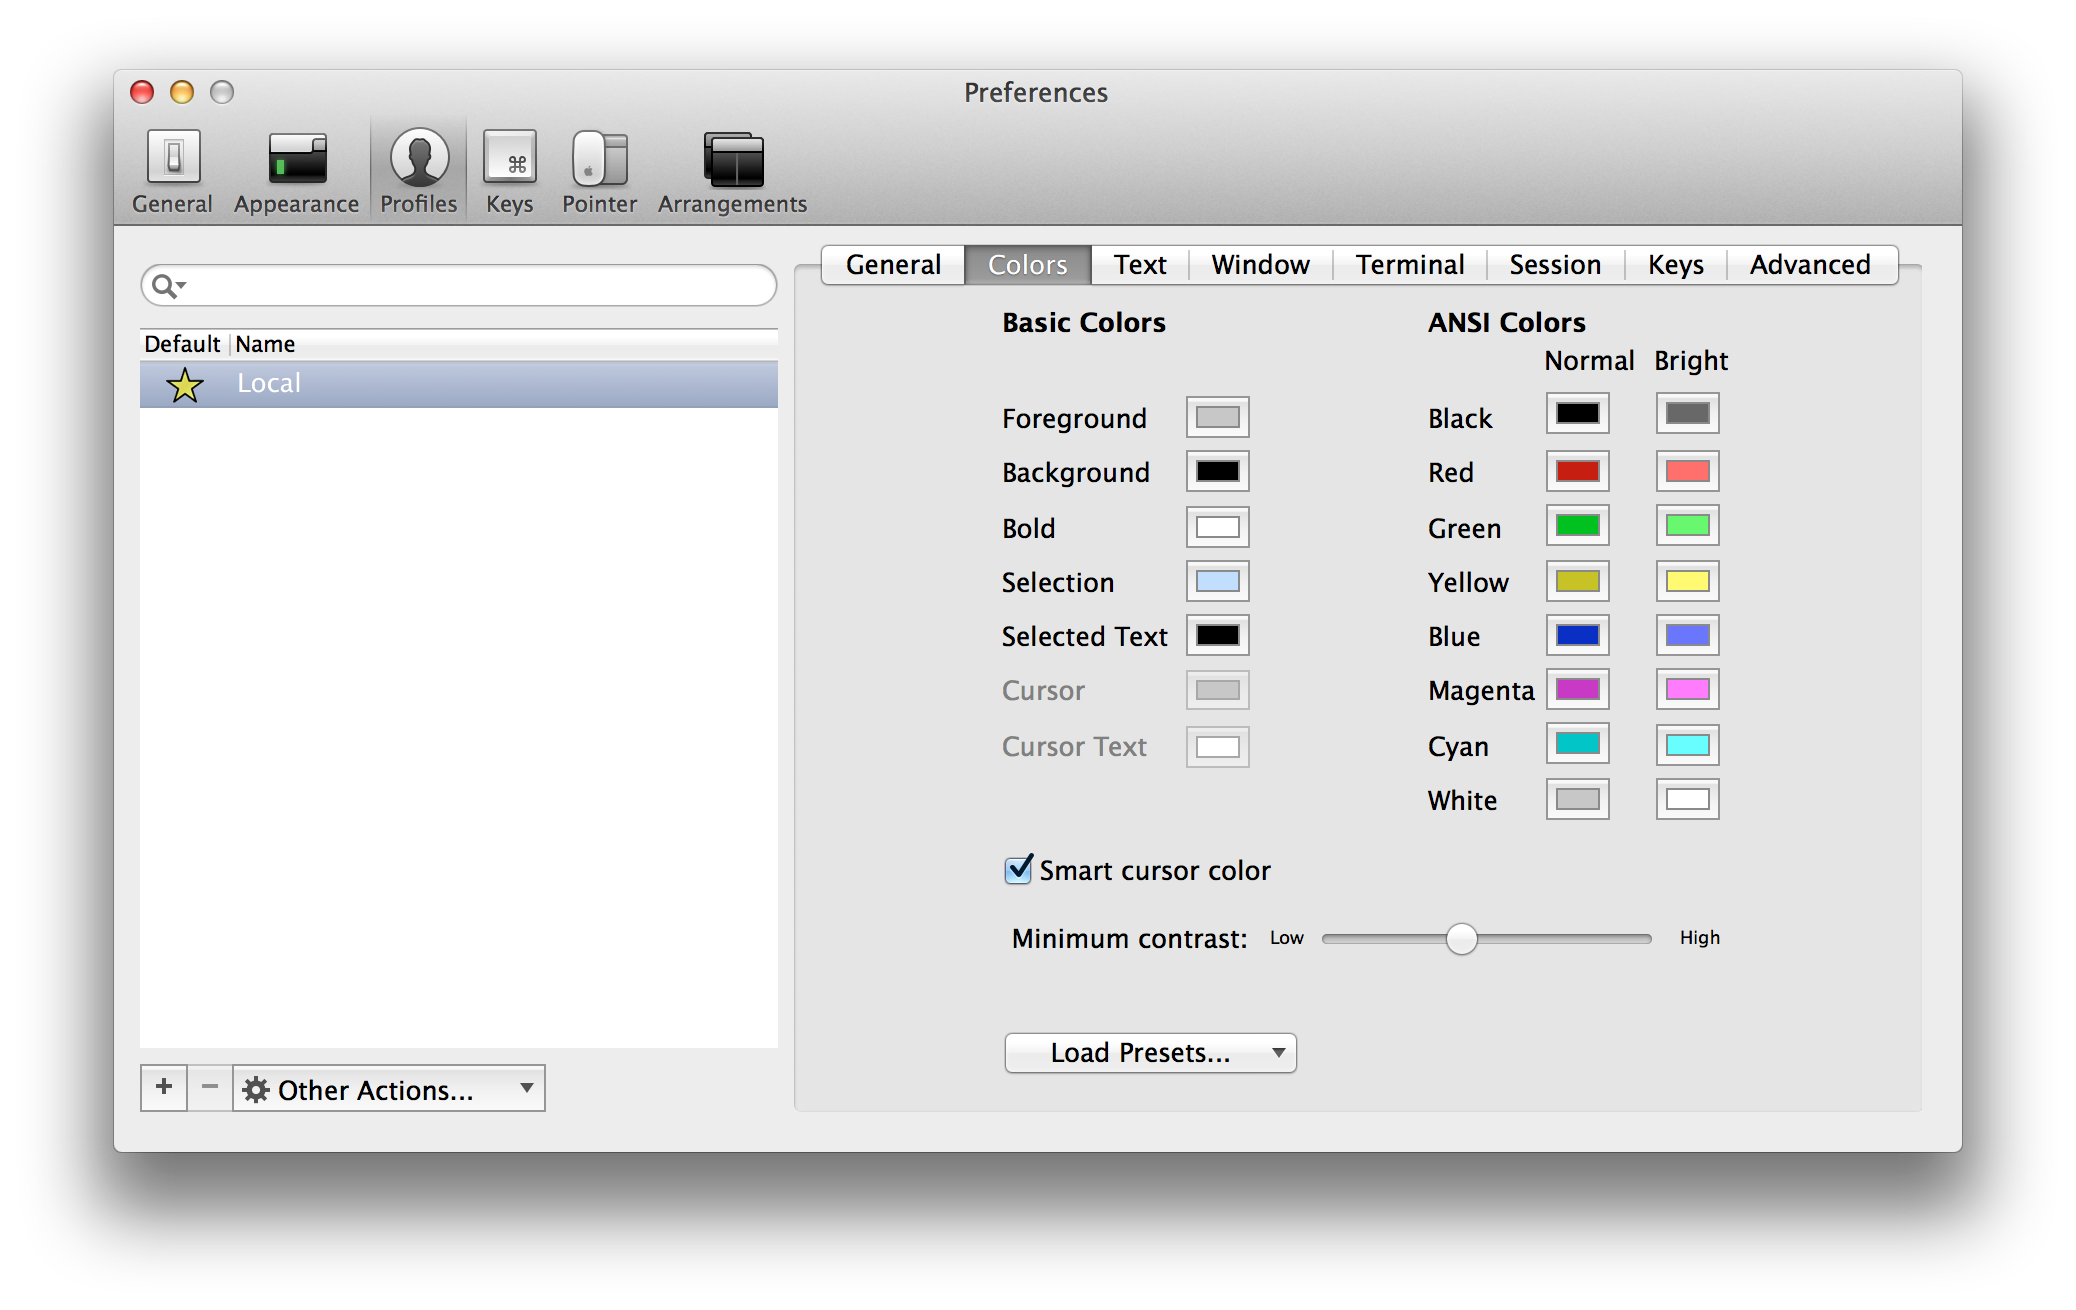 Preferences
General Appearance Profiles Keys Pointer Arrangements
General Colors Text Window Terminal Session Keys Advanced
Default Name
Local
Basic Colors
Foreground
Background
Bold
Selection
Selected Text
Cursor
Cursor Text
ANSI Colors
Normal Bright
Black
Red
Green
Yellow
Blue
Magenta
Cyan
White
Smart cursor color
Minimum contrast: Low High
Load Presets...
+ − Other Actions...